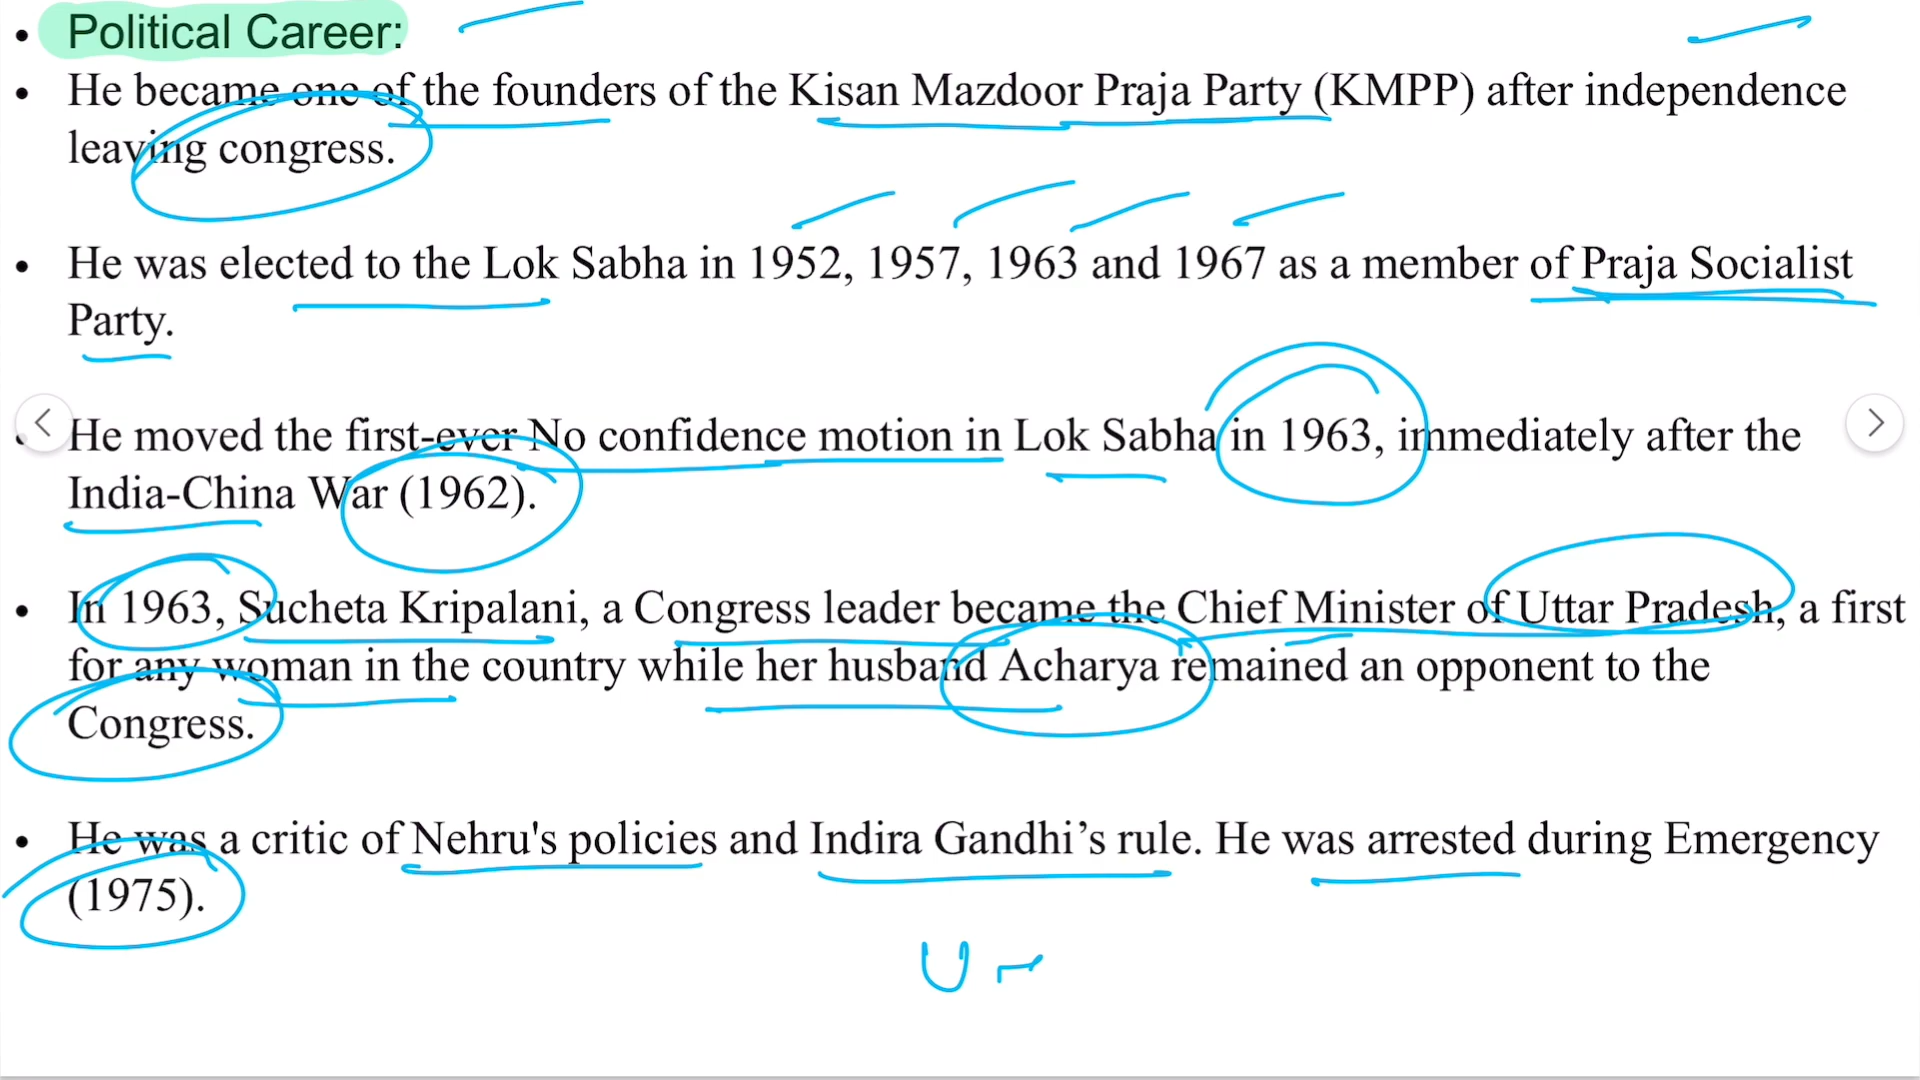 • Political Career:
• He became one of the founders of the Kisan Mazdoor Praja Party (KMPP) after independence
leaving congress.
• He was elected to the Lok Sabha in 1952, 1957, 1963 and 1967 as a member of Praja Socialist
Party.
• He moved the first-ever No confidence motion in Lok Sabha in 1963, immediately after the
India-China War (1962).
• In 1963, Sucheta Kripalani, a Congress leader became the Chief Minister of Uttar Pradesh, a first
for any woman in the country while her husband Acharya remained an opponent to the
Congress.
• He was a critic of Nehru's policies and Indira Gandhi’s rule. He was arrested during Emergency
(1975).